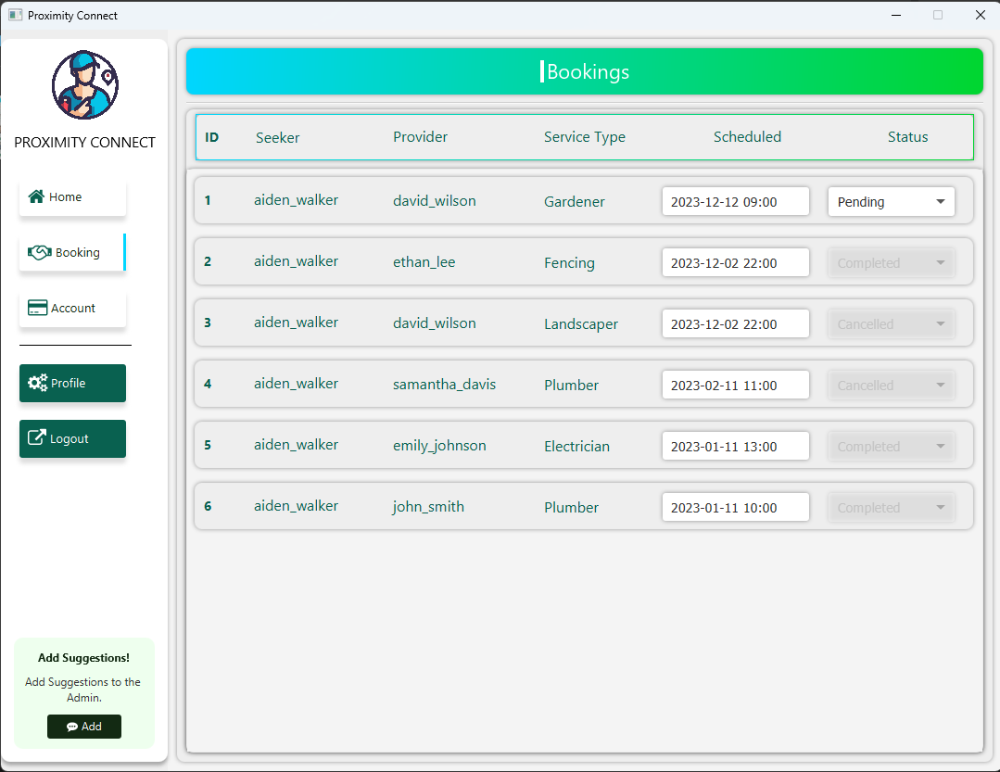 Proximity Connect
PROXIMITY CONNECT
Home
Booking
Account
Profile
Logout
Add Suggestions!
Add Suggestions to the
Admin.
Add
Bookings
ID Seeker Provider Service Type Scheduled Status
1 aiden_walker david_wilson Gardener 2023-12-12 09:00 Pending
2 aiden_walker ethan_lee Fencing 2023-12-02 22:00 Completed
3 aiden_walker david_wilson Landscaper 2023-12-02 22:00 Cancelled
4 aiden_walker samantha_davis Plumber 2023-02-11 11:00 Cancelled
5 aiden_walker emily_johnson Electrician 2023-01-11 13:00 Completed
6 aiden_walker john_smith Plumber 2023-01-11 10:00 Completed